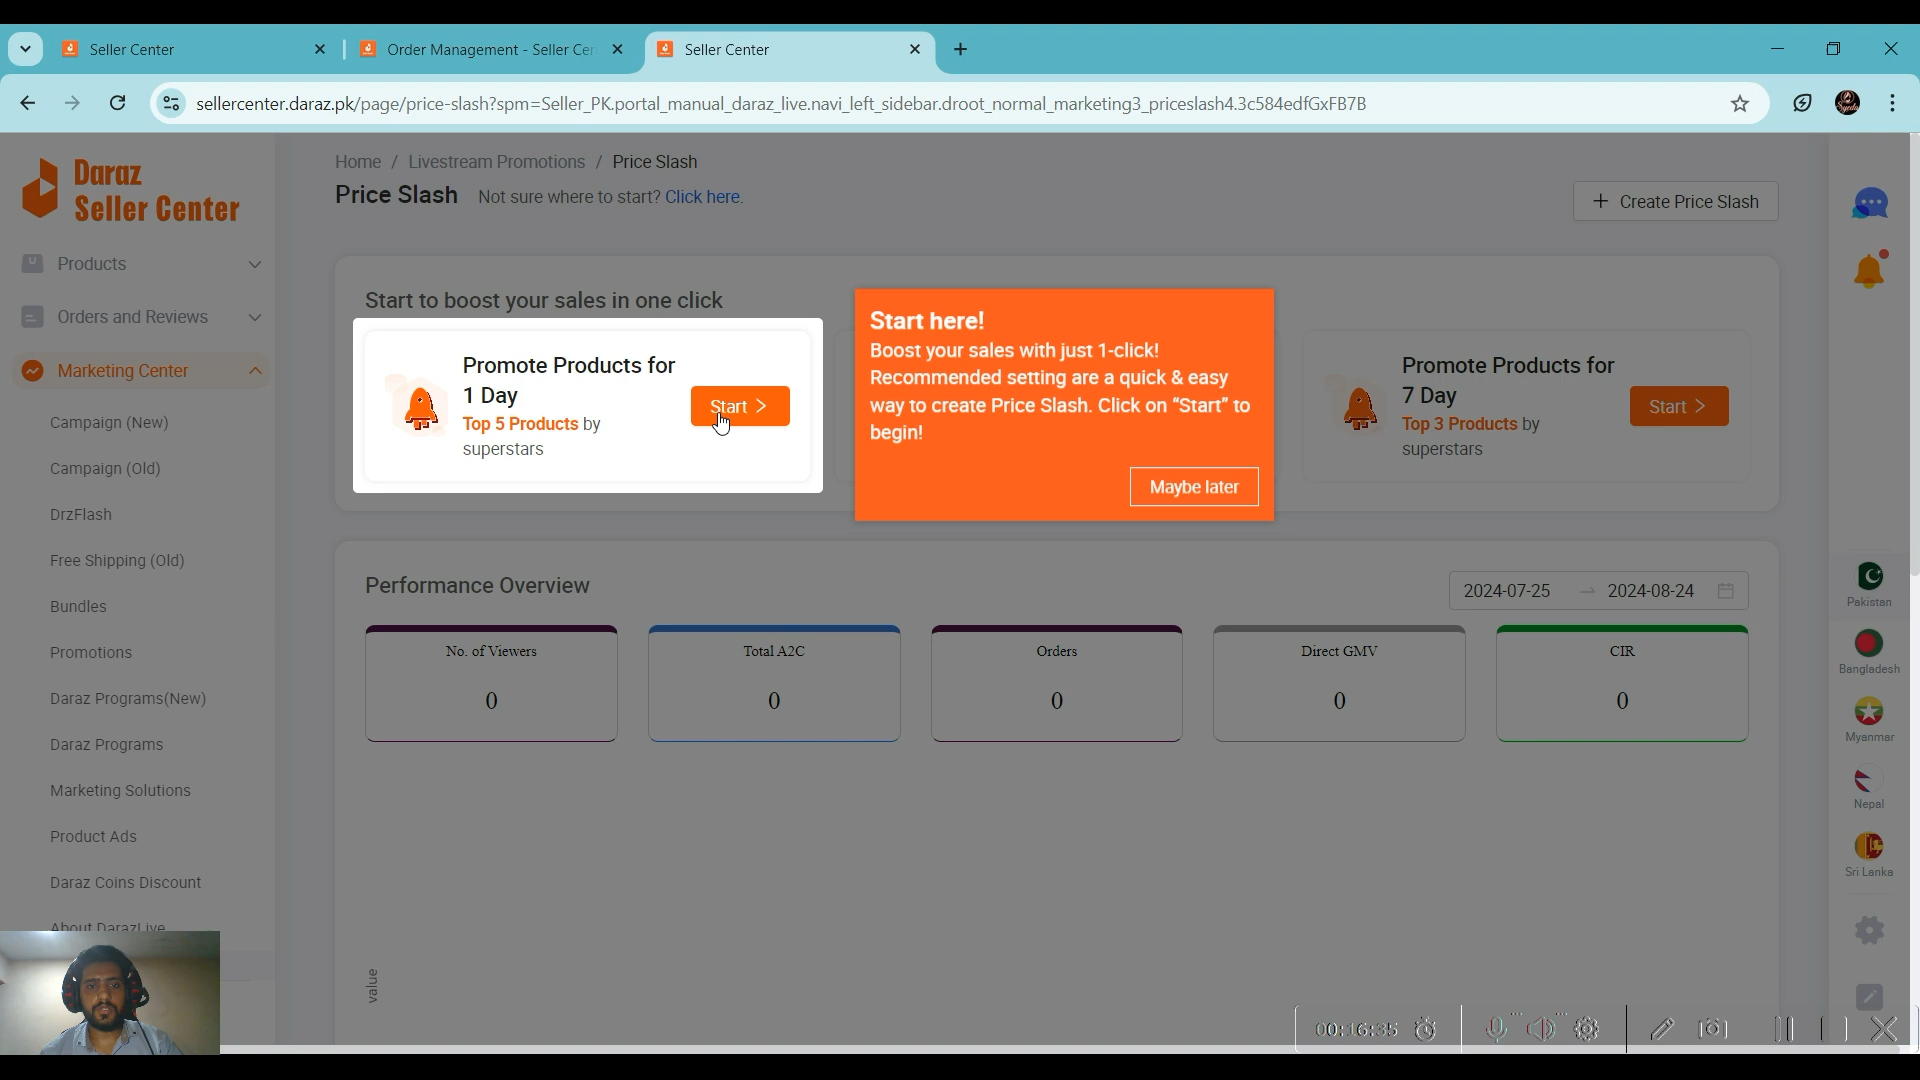 Seller Center
Order Management - Seller Cen
Seller Center
sellercenter.daraz.pk/page/price-slash?spm=Seller_PK.portal_manual_daraz_live.navi_left_sidebar.droot_normal_marketing3_priceslash4.3c584edfGxFB7B
Daraz
Seller Center
Products
Orders and Reviews
Marketing Center
Campaign (New)
Campaign (Old)
DrzFlash
Free Shipping (Old)
Bundles
Promotions
Daraz Programs(New)
Daraz Programs
Marketing Solutions
Product Ads
Daraz Coins Discount
About DarazLive
Home / Livestream Promotions / Price Slash
Price Slash Not sure where to start? Click here.
+ Create Price Slash
Start to boost your sales in one click
Promote Products for
1 Day
Top 5 Products by
superstars
Start >
Start here!
Boost your sales with just 1-click!
Recommended setting are a quick & easy
way to create Price Slash. Click on “Start” to
begin!
Maybe later
Promote Products for
7 Day
Top 3 Products by
superstars
Start >
Performance Overview
2024-07-25 → 2024-08-24
No. of Viewers
0
Total A2C
0
Orders
0
Direct GMV
0
CIR
0
value
Pakistan
Bangladesh
Myanmar
Nepal
Sri Lanka
00:16:35